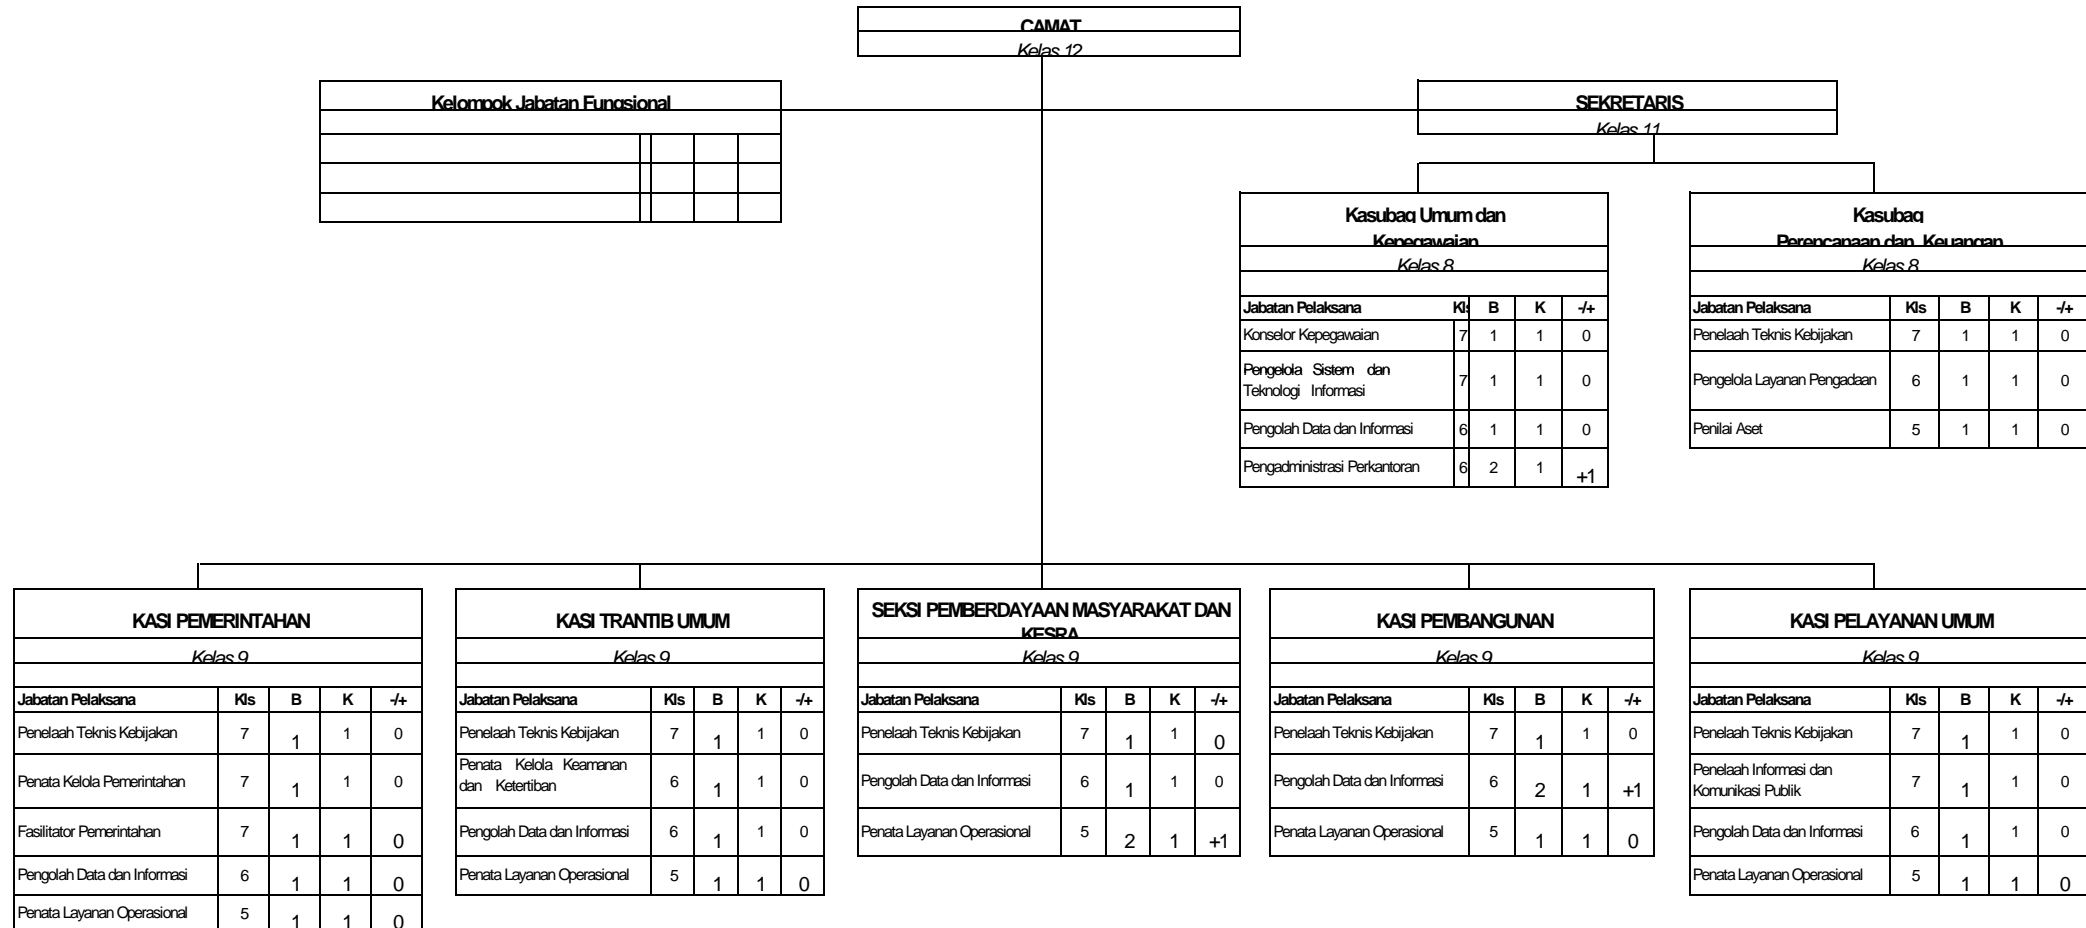 CAMAT
Kelas 12
Kelompok Jabatan Fungsional
SEKRETARIS
Kelas 11
Kasubag Umum dan
Kepegawaian
Kelas 8
Jabatan Pelaksana Kls B K -/+
Konselor Kepegawaian 7 1 1 0
Pengelola Sistem dan
Teknologi Informasi 7 1 1 0
Pengolah Data dan Informasi 6 1 1 0
Pengadministrasi Perkantoran 6 2 1 +1
Kasubag
Perencanaan dan Keuangan
Kelas 8
Jabatan Pelaksana Kls B K -/+
Penelaah Teknis Kebijakan 7 1 1 0
Pengelola Layanan Pengadaan 6 1 1 0
Penilai Aset 5 1 1 0
KASI PEMERINTAHAN
Kelas 9
Jabatan Pelaksana Kls B K -/+
Penelaah Teknis Kebijakan 7 1 1 0
Penata Kelola Pemerintahan 7 1 1 0
Fasilitator Pemerintahan 7 1 1 0
Pengolah Data dan Informasi 6 1 1 0
Penata Layanan Operasional 5 1 1 0
KASI TRANTIB UMUM
Kelas 9
Jabatan Pelaksana Kls B K -/+
Penelaah Teknis Kebijakan 7 1 1 0
Penata Kelola Keamanan
dan Ketertiban 6 1 1 0
Pengolah Data dan Informasi 6 1 1 0
Penata Layanan Operasional 5 1 1 0
SEKSI PEMBERDAYAAN MASYARAKAT DAN
KESRA
Kelas 9
Jabatan Pelaksana Kls B K -/+
Penelaah Teknis Kebijakan 7 1 1 0
Pengolah Data dan Informasi 6 1 1 0
Penata Layanan Operasional 5 2 1 +1
KASI PEMBANGUNAN
Kelas 9
Jabatan Pelaksana Kls B K -/+
Penelaah Teknis Kebijakan 7 1 1 0
Pengolah Data dan Informasi 6 2 1 +1
Penata Layanan Operasional 5 1 1 0
KASI PELAYANAN UMUM
Kelas 9
Jabatan Pelaksana Kls B K -/+
Penelaah Teknis Kebijakan 7 1 1 0
Penelaah Informasi dan
Komunikasi Publik 7 1 1 0
Pengolah Data dan Informasi 6 1 1 0
Penata Layanan Operasional 5 1 1 0